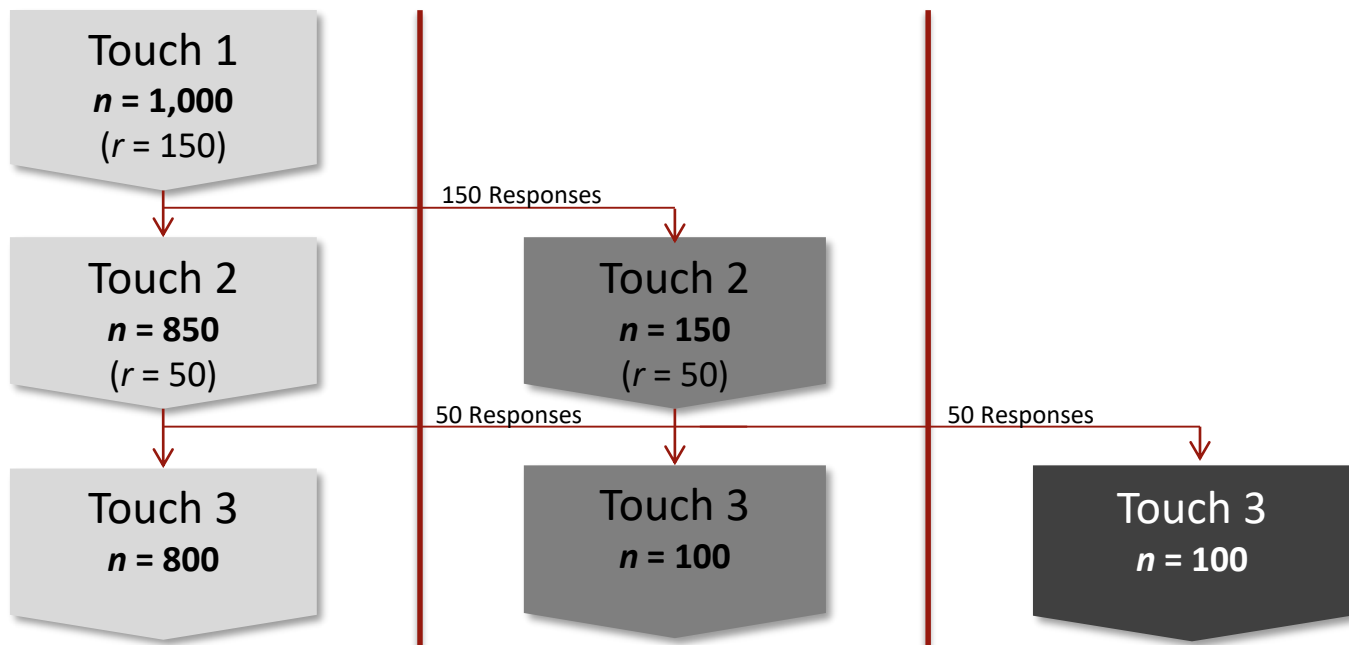 Touch 1
n = 1,000
(r = 150)
150 Responses
Touch 2
n = 850
(r = 50)
Touch 2
n = 150
(r = 50)
50 Responses
50 Responses
Touch 3
n = 800
Touch 3
n = 100
Touch 3
n = 100